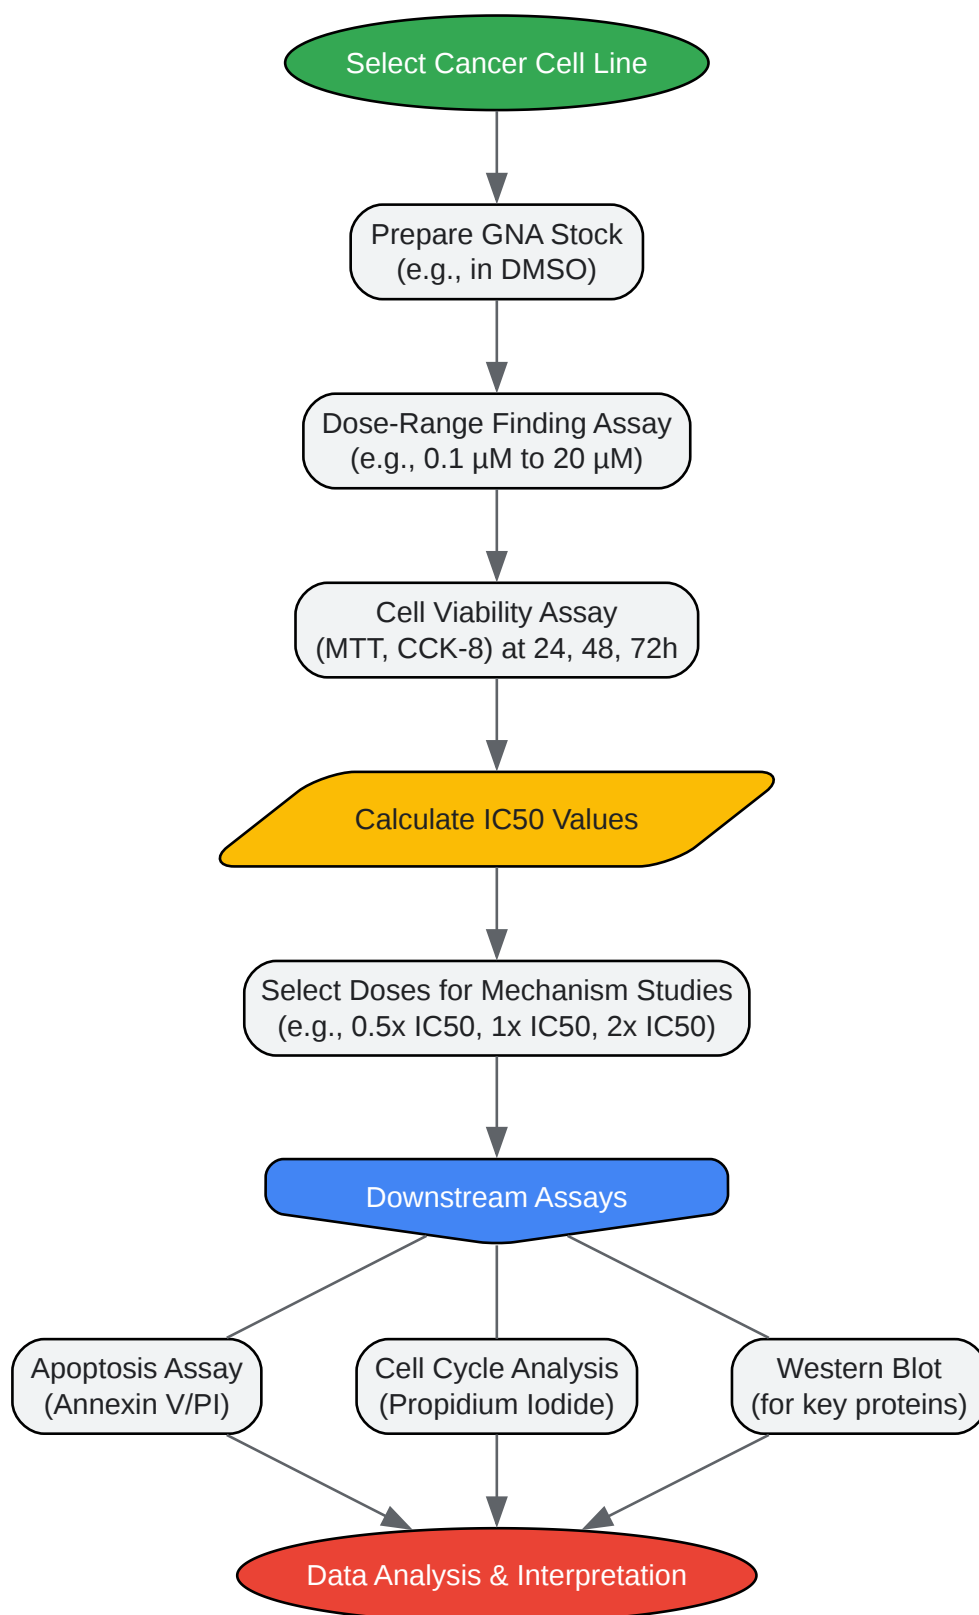 Select Cancer Cell Line
Prepare GNA Stock
(e.g., in DMSO)
Dose-Range Finding Assay
(e.g., 0.1 µM to 20 µM)
Cell Viability Assay
(MTT, CCK-8) at 24, 48, 72h
Calculate IC50 Values
Select Doses for Mechanism Studies
(e.g., 0.5x IC50, 1x IC50, 2x IC50)
Downstream Assays
Apoptosis Assay
(Annexin V/PI)
Cell Cycle Analysis
(Propidium Iodide)
Western Blot
(for key proteins)
Data Analysis & Interpretation